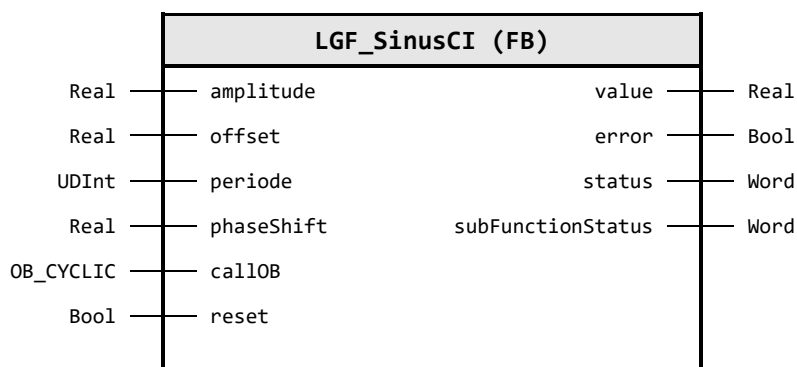 LGF_SinusCI (FB)
Real amplitude value Real
Real offset error Bool
UDInt periode status Word
Real phaseShift subFunctionStatus Word
OB_CYCLIC callOB
Bool reset